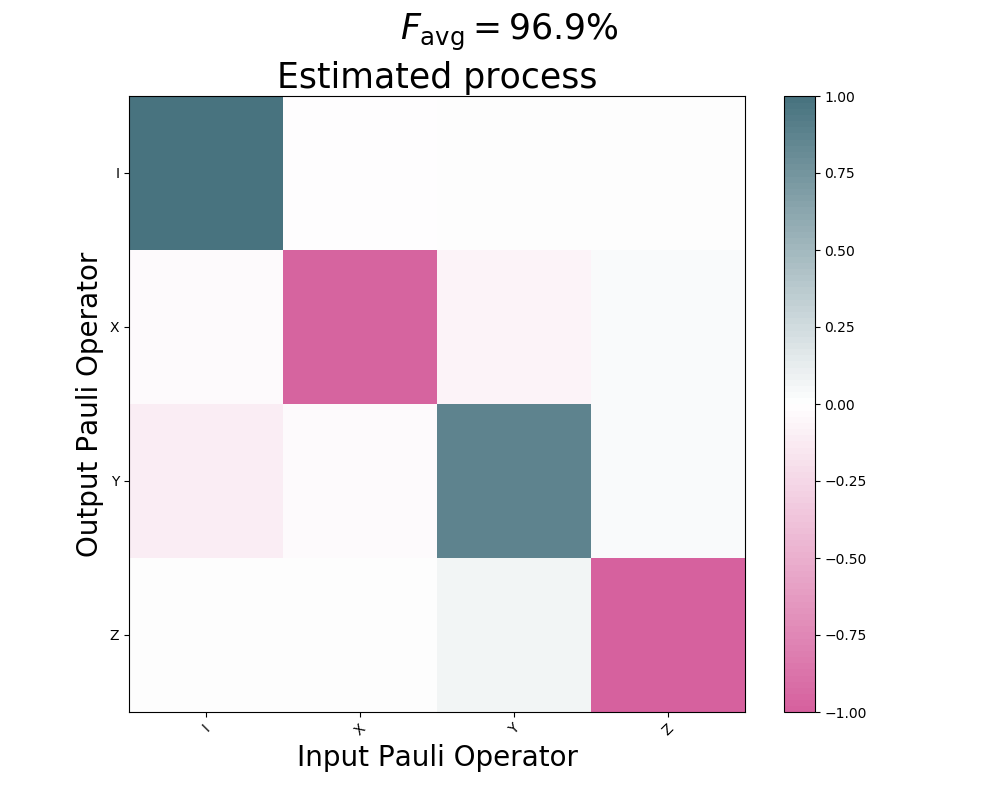 F_avg = 96.9%
Estimated process
Output Pauli Operator
I
X
Y
Z
I X Y Z
Input Pauli Operator
1.00
0.75
0.50
0.25
0.00
−0.25
−0.50
−0.75
−1.00